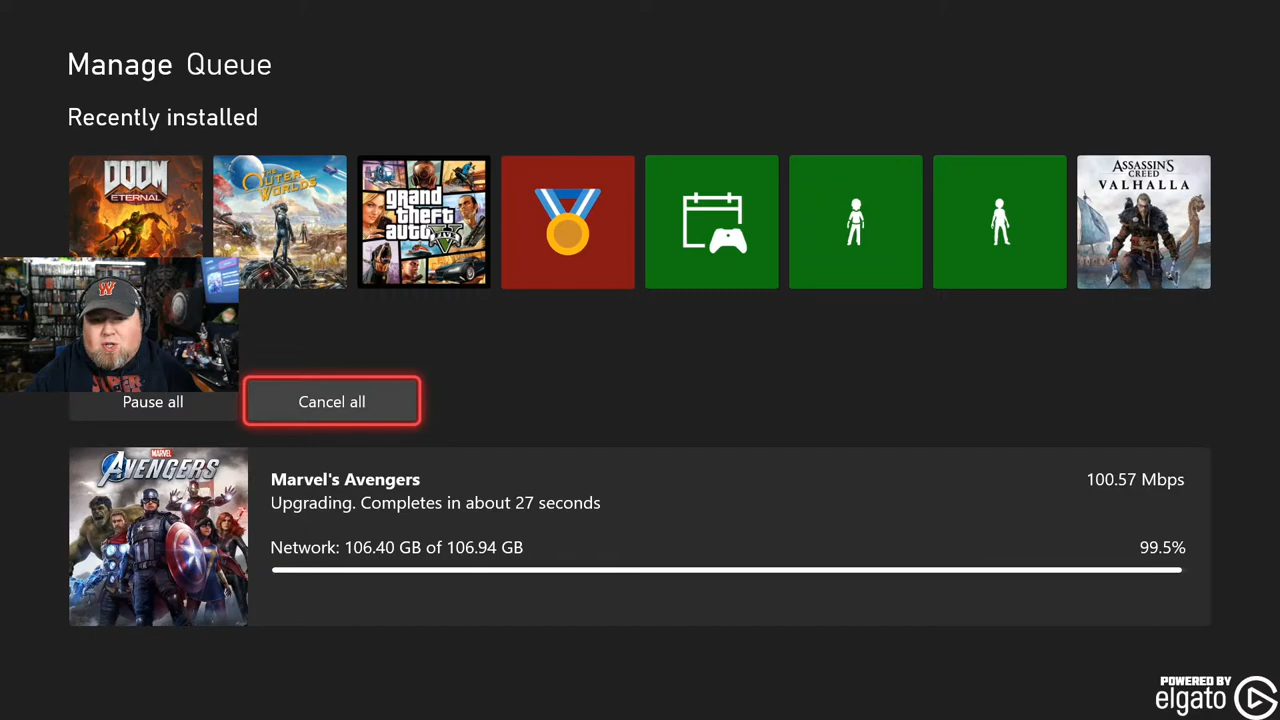 Manage Queue
Recently installed
DOOM
ETERNAL
THE
OUTER
WORLDS
grand
theft
auto
V
ASSASSIN'S
CREED
VALHALLA
W
SUPER
Pause all
Cancel all
MARVEL
AVENGERS
Marvel's Avengers
100.57 Mbps
Upgrading. Completes in about 27 seconds
Network: 106.40 GB of 106.94 GB
99.5%
POWERED BY
elgato